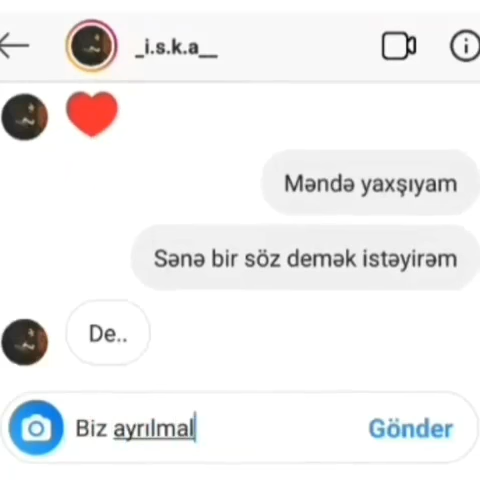 _i.s.k.a__
Məndə yaxşıyam
Sənə bir söz demək istəyirəm
De..
Biz ayrılmal
Gönder